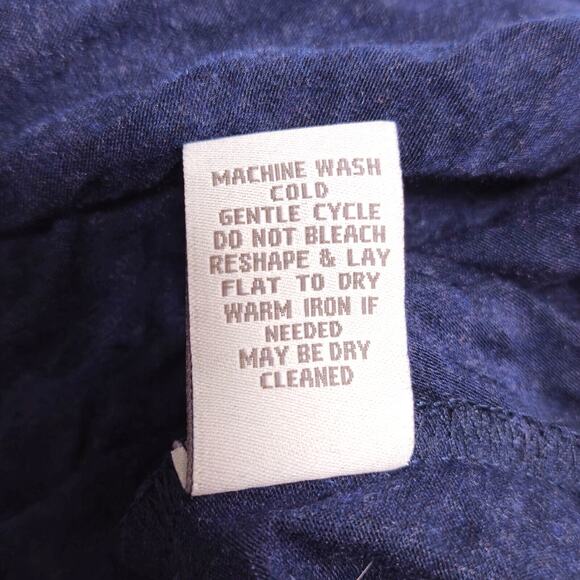 MACHINE WASH
COLD
GENTLE CYCLE
DO NOT BLEACH
RESHAPE & LAY
FLAT TO DRY
WARM IRON IF
NEEDED
MAY BE DRY
CLEANED